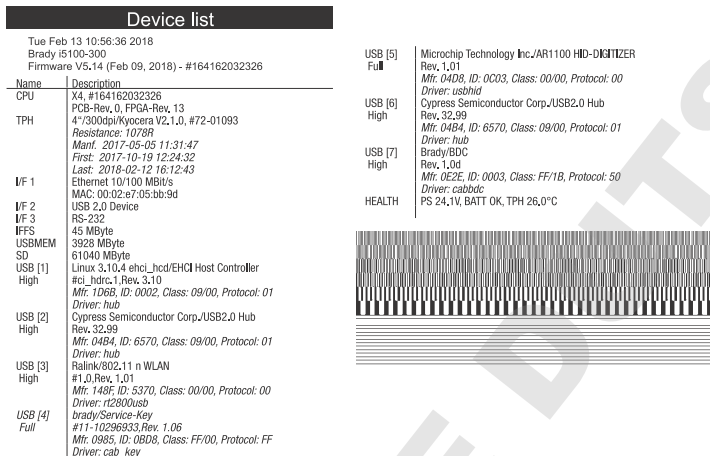 Device list
Tue Feb 13 10:56:36 2018
Brady i5100-300
Firmware V5.14 (Feb 09, 2018) - #164162032326
Name Description
CPU X4, #164162032326
PCB-Rev. 0, FPGA-Rev. 13
TPH 4"/300dpi/Kyocera V2.1.0, #72-01093
Resistance: 1078R
Manf. 2017-05-05 11:31:47
First: 2017-10-19 12:24:32
Last: 2018-02-12 16:12:43
I/F 1 Ethernet 10/100 MBit/s
MAC: 00:02:e7:05:bb:9d
I/F 2 USB 2.0 Device
I/F 3 RS-232
IFFS 45 MByte
USBMEM 3928 MByte
SD 61040 MByte
USB [1] Linux 3.10.4 ehci_hcd/EHCI Host Controller
High #ci_hdrc.1,Rev. 3.10
Mfr. 1D6B, ID: 0002, Class: 09/00, Protocol: 01
Driver: hub
USB [2] Cypress Semiconductor Corp./USB2.0 Hub
High Rev. 32.99
Mfr. 04B4, ID: 6570, Class: 09/00, Protocol: 01
Driver: hub
USB [3] Ralink/802.11 n WLAN
High #1.0,Rev. 1.01
Mfr. 148F, ID: 5370, Class: 00/00, Protocol: 00
Driver: rt2800usb
USB [4] brady/Service-Key
Full #11-10296933,Rev. 1.06
Mfr. 0985, ID: 0BD8, Class: FF/00, Protocol: FF
Driver: cab_key
USB [5] Microchip Technology Inc./AR1100 HID-DIGITIZER
Full Rev. 1.01
Mfr. 04D8, ID: 0C03, Class: 00/00, Protocol: 00
Driver: usbhid
USB [6] Cypress Semiconductor Corp./USB2.0 Hub
High Rev. 32.99
Mfr. 04B4, ID: 6570, Class: 09/00, Protocol: 01
Driver: hub
USB [7] Brady/BDC
High Rev. 1.0d
Mfr. 0E2E, ID: 0003, Class: FF/1B, Protocol: 50
Driver: cabbdc
HEALTH PS 24.1V, BATT OK, TPH 26.0°C